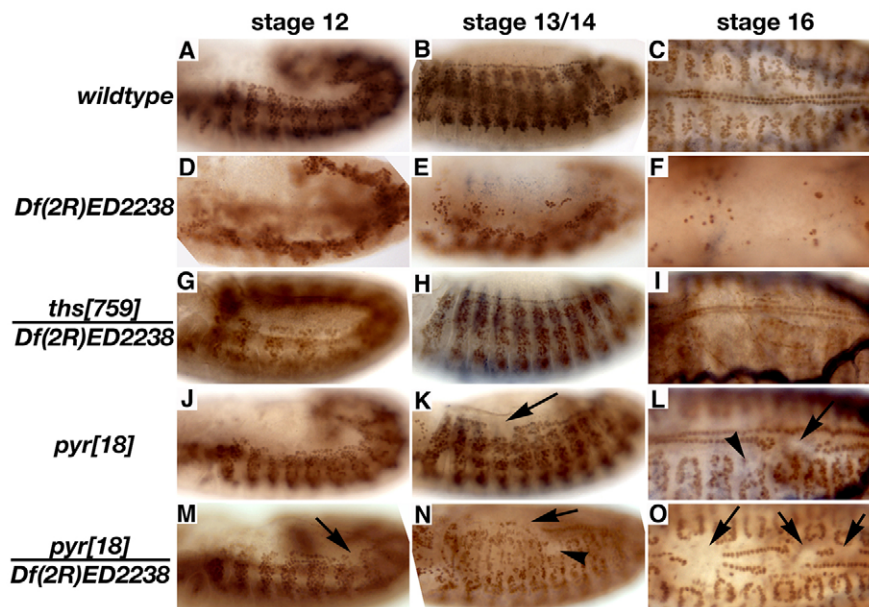 stage 12 stage 13/14 stage 16
wildtype A B C
Df(2R)ED2238 D E F
ths[759]
Df(2R)ED2238 G H I
pyr[18] J K L
pyr[18]
Df(2R)ED2238 M N O